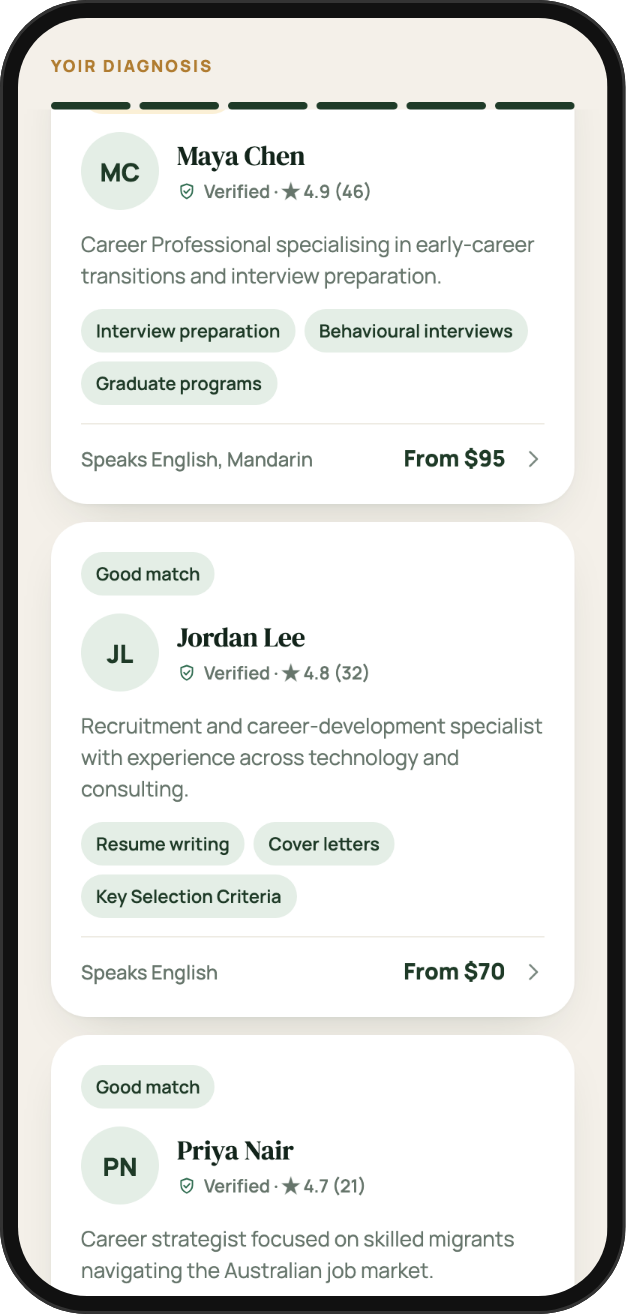 YOIR DIAGNOSIS
MC
Maya Chen
Verified · ★ 4.9 (46)
Career Professional specialising in early-career
transitions and interview preparation.
Interview preparation
Behavioural interviews
Graduate programs
Speaks English, Mandarin
From $95
Good match
JL
Jordan Lee
Verified · ★ 4.8 (32)
Recruitment and career-development specialist
with experience across technology and
consulting.
Resume writing
Cover letters
Key Selection Criteria
Speaks English
From $70
Good match
PN
Priya Nair
Verified · ★ 4.7 (21)
Career strategist focused on skilled migrants
navigating the Australian job market.